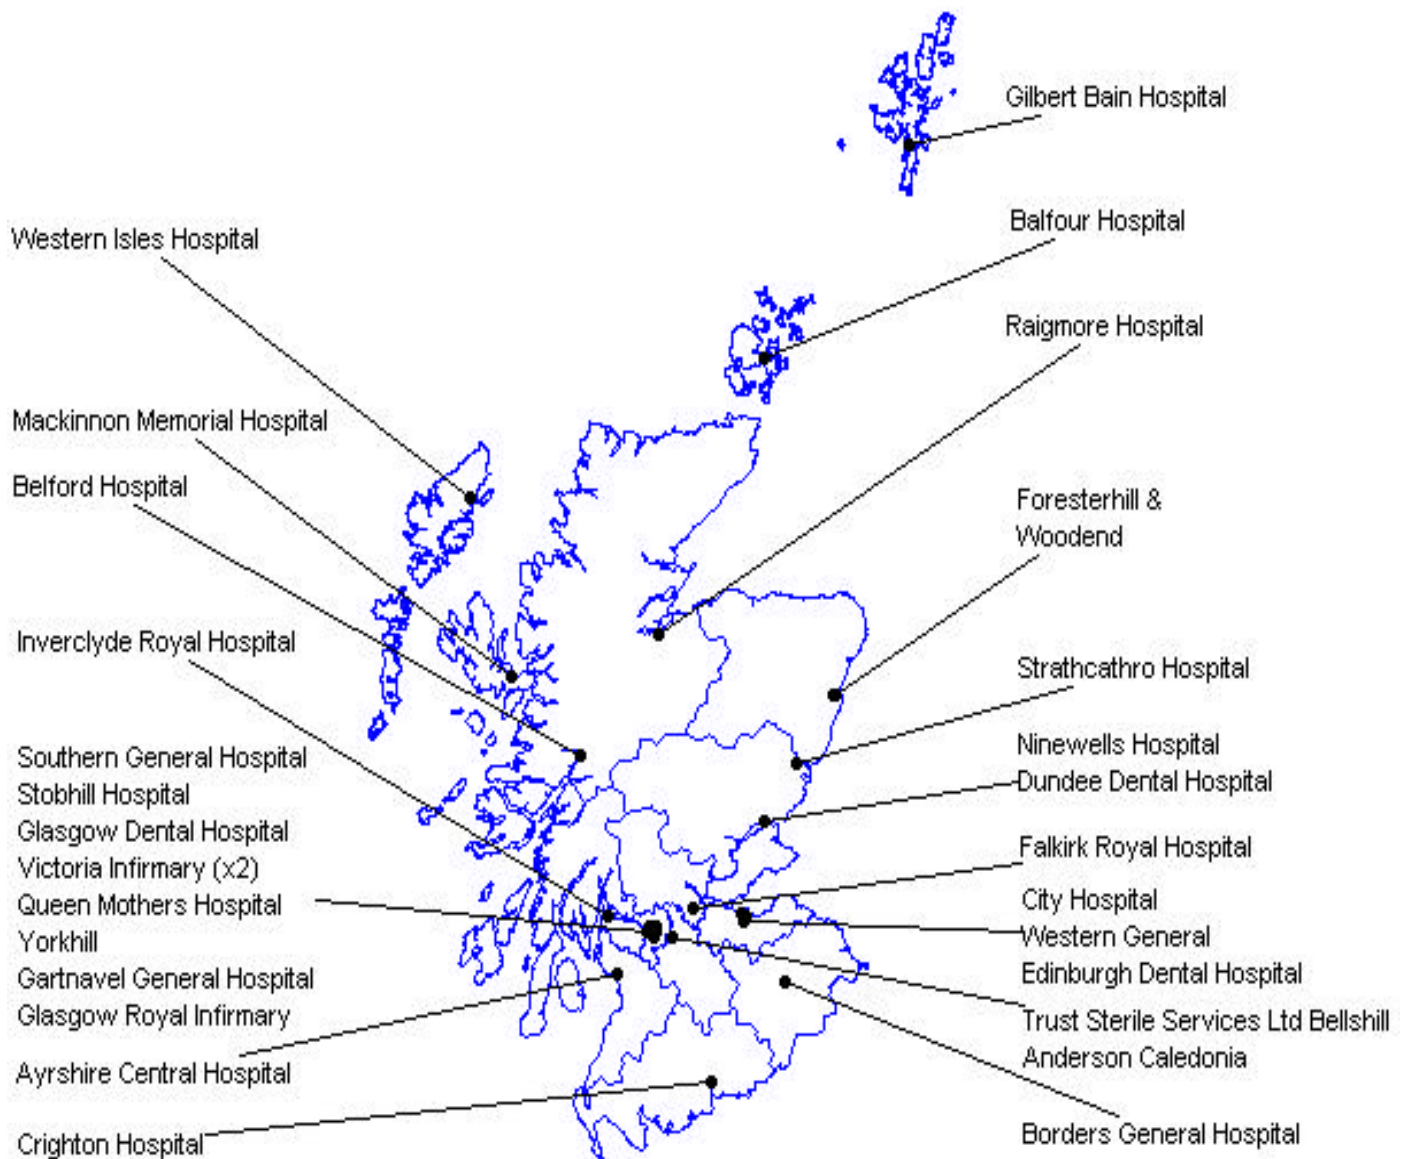 Gilbert Bain Hospital
Balfour Hospital
Western Isles Hospital
Raigmore Hospital
Mackinnon Memorial Hospital
Belford Hospital
Foresterhill &
Woodend
Inverclyde Royal Hospital
Strathcathro Hospital
Southern General Hospital
Stobhill Hospital
Glasgow Dental Hospital
Victoria Infirmary (x2)
Queen Mothers Hospital
Yorkhill
Gartnavel General Hospital
Glasgow Royal Infirmary
Ninewells Hospital
Dundee Dental Hospital
Falkirk Royal Hospital
City Hospital
Western General
Edinburgh Dental Hospital
Trust Sterile Services Ltd Bellshill
Anderson Caledonia
Ayrshire Central Hospital
Crighton Hospital
Borders General Hospital